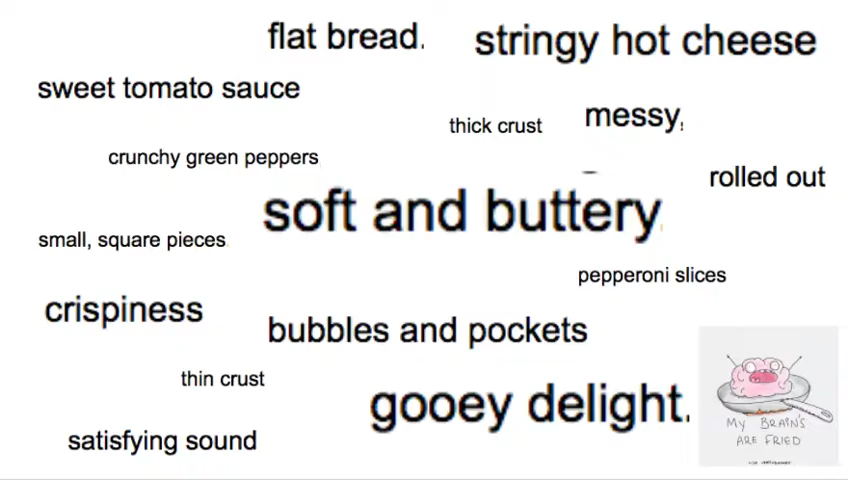 flat bread.
stringy hot cheese
sweet tomato sauce
thick crust
messy
crunchy green peppers
rolled out
soft and buttery
small, square pieces
pepperoni slices
crispiness
bubbles and pockets
thin crust
gooey delight.
satisfying sound
MY BRAIN'S
ARE FRIED